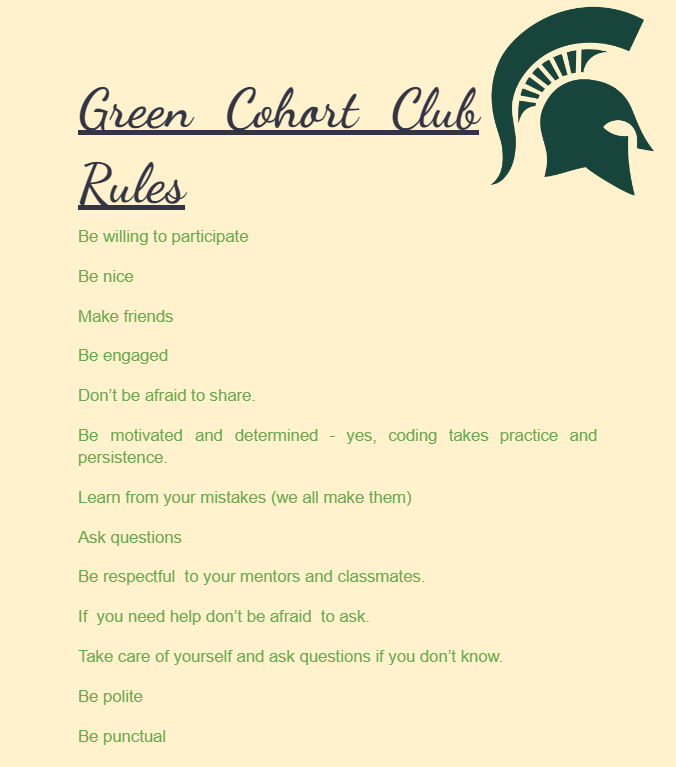 Green Cohort Club
Rules
Be willing to participate
Be nice
Make friends
Be engaged
Don’t be afraid to share.
Be motivated and determined - yes, coding takes practice and
persistence.
Learn from your mistakes (we all make them)
Ask questions
Be respectful  to your mentors and classmates.
If  you need help don’t be afraid  to ask.
Take care of yourself and ask questions if you don’t know.
Be polite
Be punctual